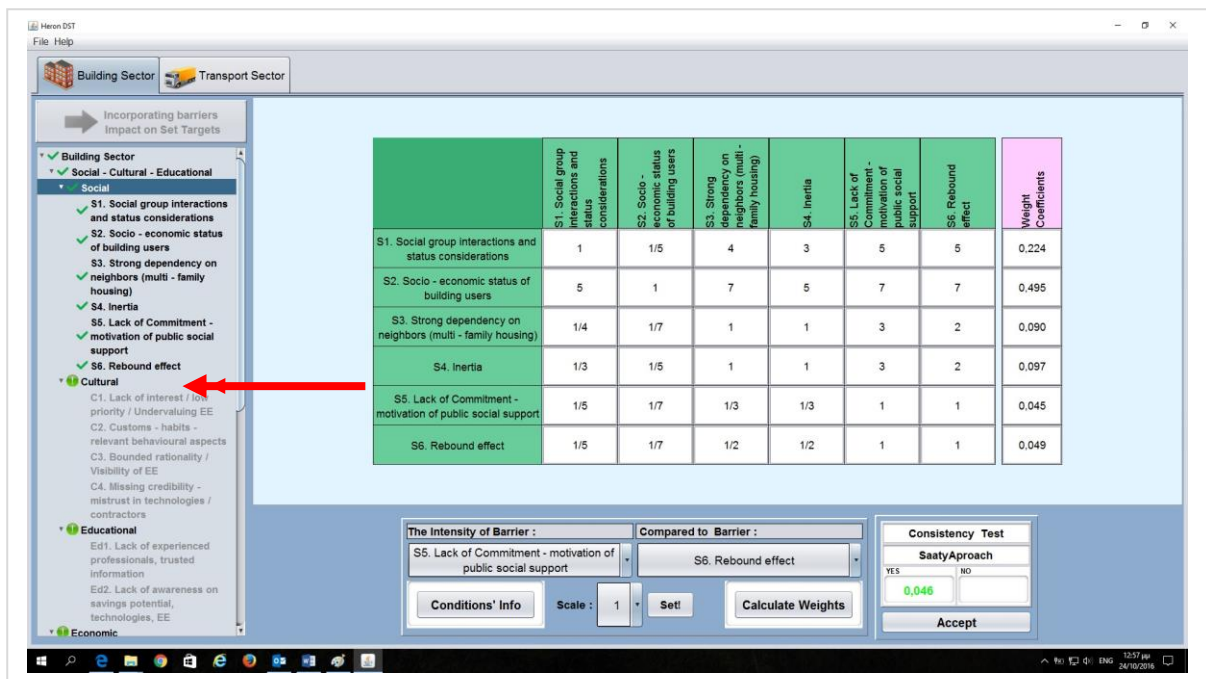 Heron DST
File Help
Building Sector
Transport Sector
Incorporating barriers
Impact on Set Targets
Building Sector
Social - Cultural - Educational
Social
S1. Social group interactions
and status considerations
S2. Socio - economic status
of building users
S3. Strong dependency on
neighbors (multi - family
housing)
S4. Inertia
S5. Lack of Commitment -
motivation of public social
support
S6. Rebound effect
Cultural
C1. Lack of interest / low
priority / Undervaluing EE
C2. Customs - habits -
relevant behavioural aspects
C3. Bounded rationality /
Visibility of EE
C4. Missing credibility -
mistrust in technologies /
contractors
Educational
Ed1. Lack of experienced
professionals, trusted
information
Ed2. Lack of awareness on
savings potential,
technologies, EE
Economic
S1. Social group
interactions and
status
considerations
S2. Socio -
economic status
of building users
S3. Strong
dependency on
neighbors (multi -
family housing)
S4. Inertia
S5. Lack of
Commitment -
motivation of
public social
support
S6. Rebound
effect
Weight
Coefficients
S1. Social group interactions and
status considerations
1 1/5 4 3 5 5 0,224
S2. Socio - economic status of
building users
5 1 7 5 7 7 0,495
S3. Strong dependency on
neighbors (multi - family housing)
1/4 1/7 1 1 3 2 0,090
S4. Inertia 1/3 1/5 1 1 3 2 0,097
S5. Lack of Commitment -
motivation of public social support
1/5 1/7 1/3 1/3 1 1 0,045
S6. Rebound effect 1/5 1/7 1/2 1/2 1 1 0,049
The Intensity of Barrier :
Compared to Barrier :
S5. Lack of Commitment - motivation of
public social support
S6. Rebound effect
Conditions' Info
Scale : 1
Set!
Calculate Weights
Consistency Test
SaatyAproach
YES NO
0,046
Accept
ENG
12:57 μμ
24/10/2016